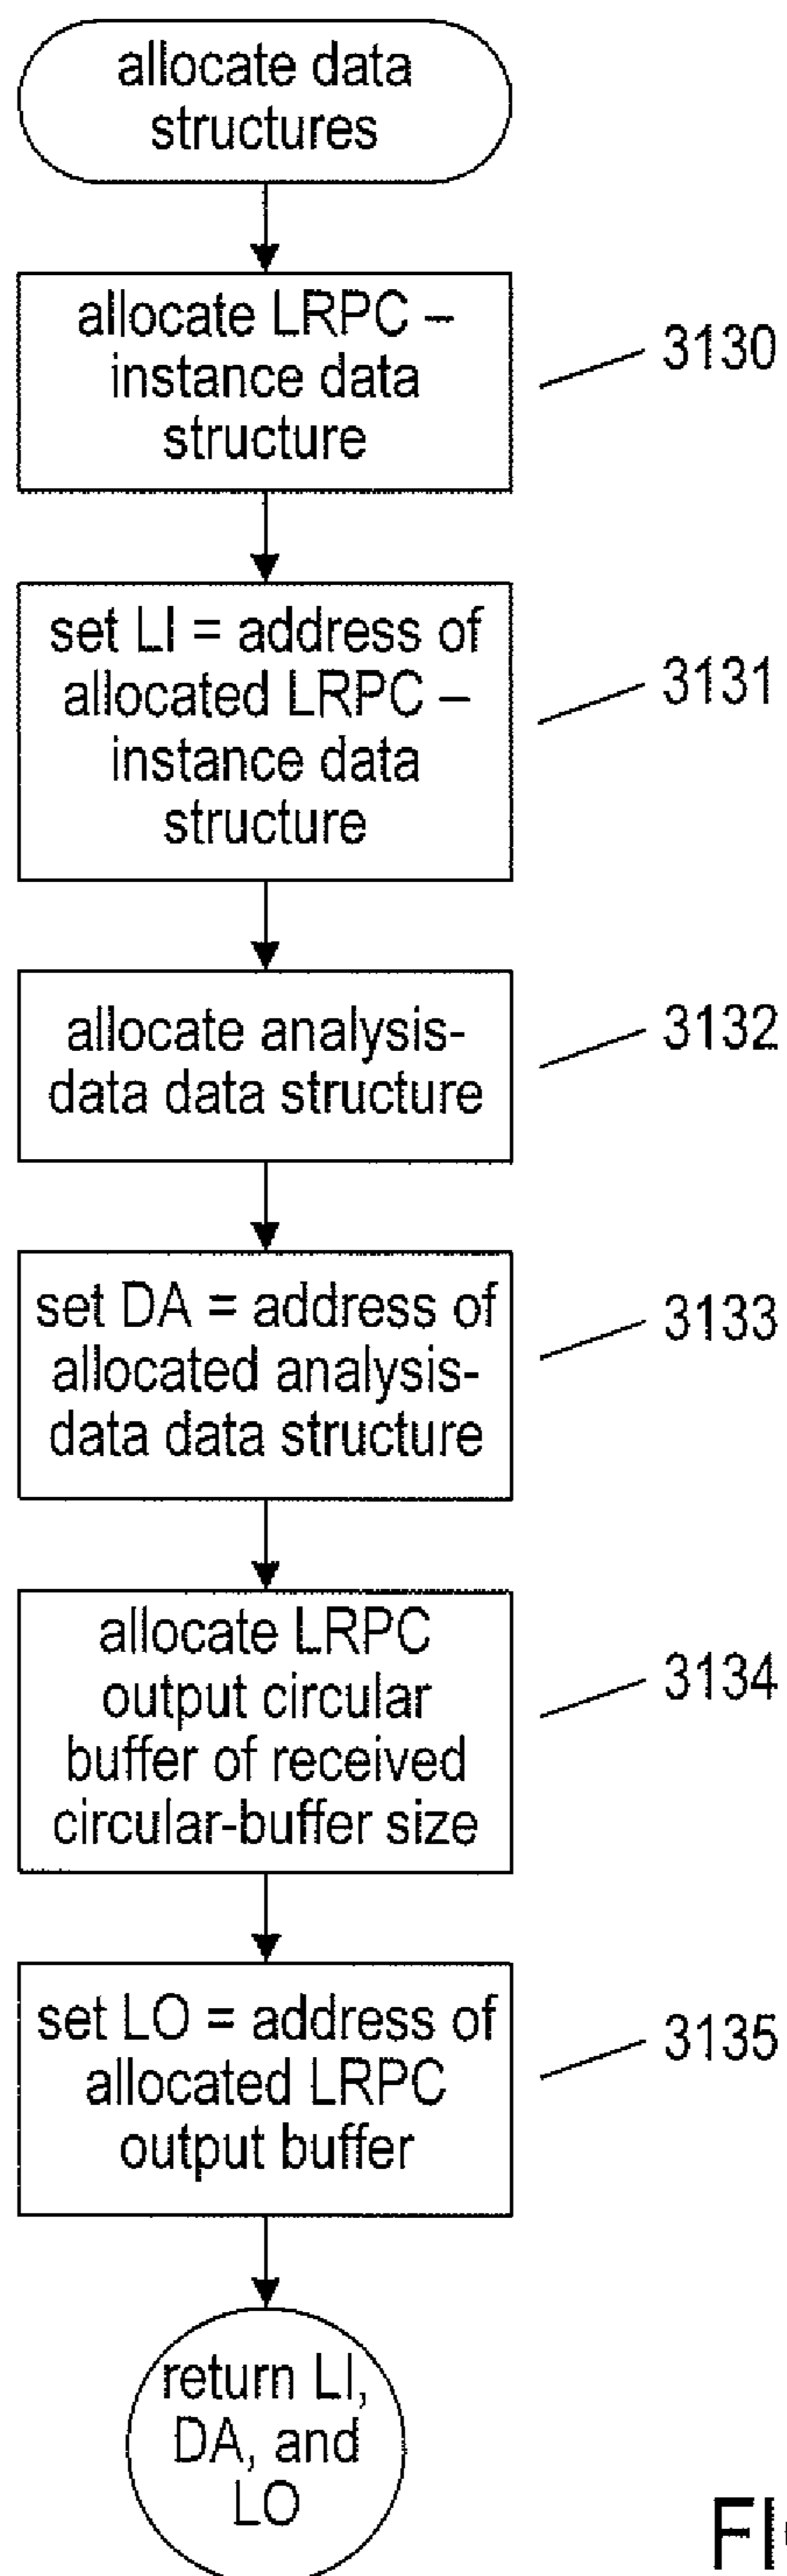 allocate data
structures
allocate LRPC –
instance data
structure
3130
set LI = address of
allocated LRPC –
instance data
structure
3131
allocate analysis-
data data structure
3132
set DA = address of
allocated analysis-
data data structure
3133
allocate LRPC
output circular
buffer of received
circular-buffer size
3134
set LO = address of
allocated LRPC
output buffer
3135
return LI,
DA, and
LO